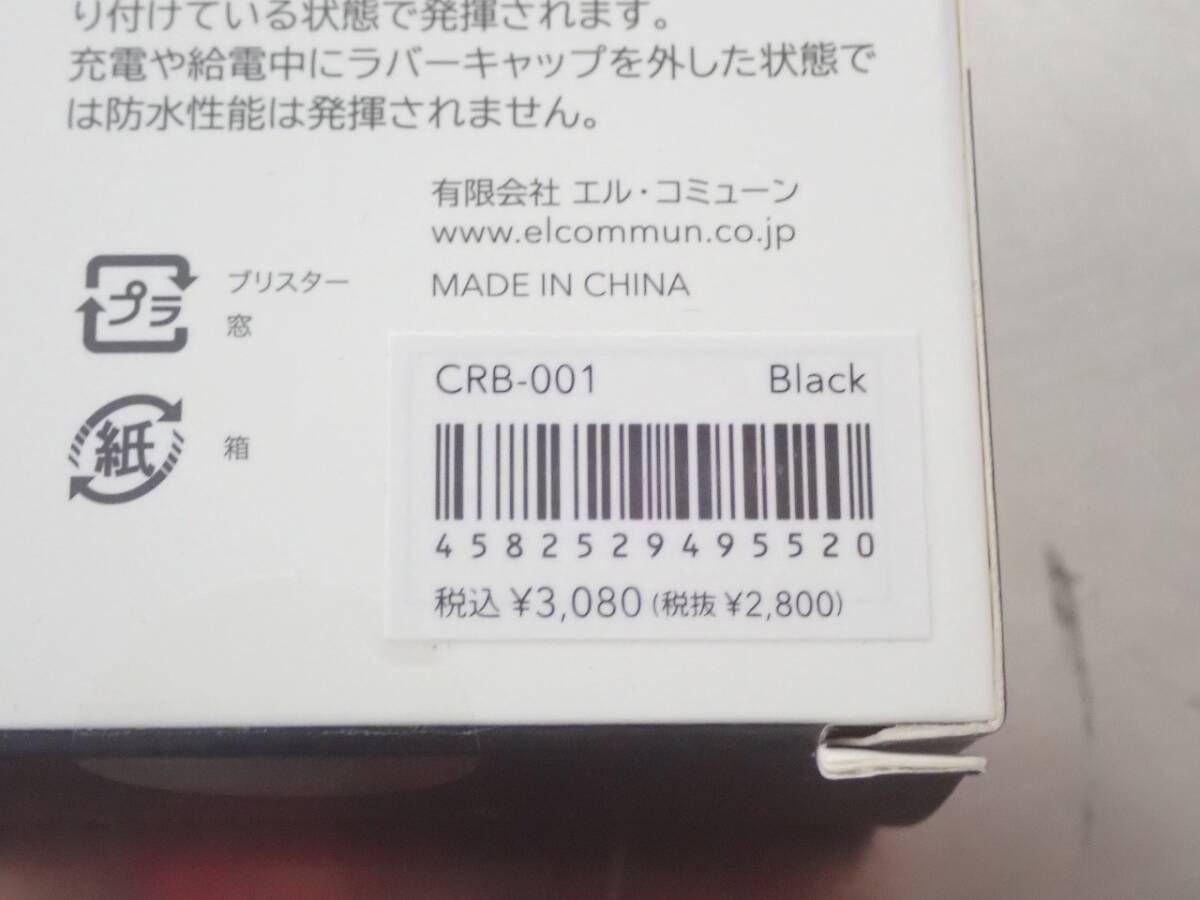 り付けている状態で発揮されます。
充電や給電中にラバーキャップを外した状態で
は防水性能は発揮されません。
有限会社 エル・コミューン
www.elcommun.co.jp
MADE IN CHINA
プラ
ブリスター
窓
紙
箱
CRB-001 Black
4582529495520
税込 ¥3,080 (税抜 ¥2,800)